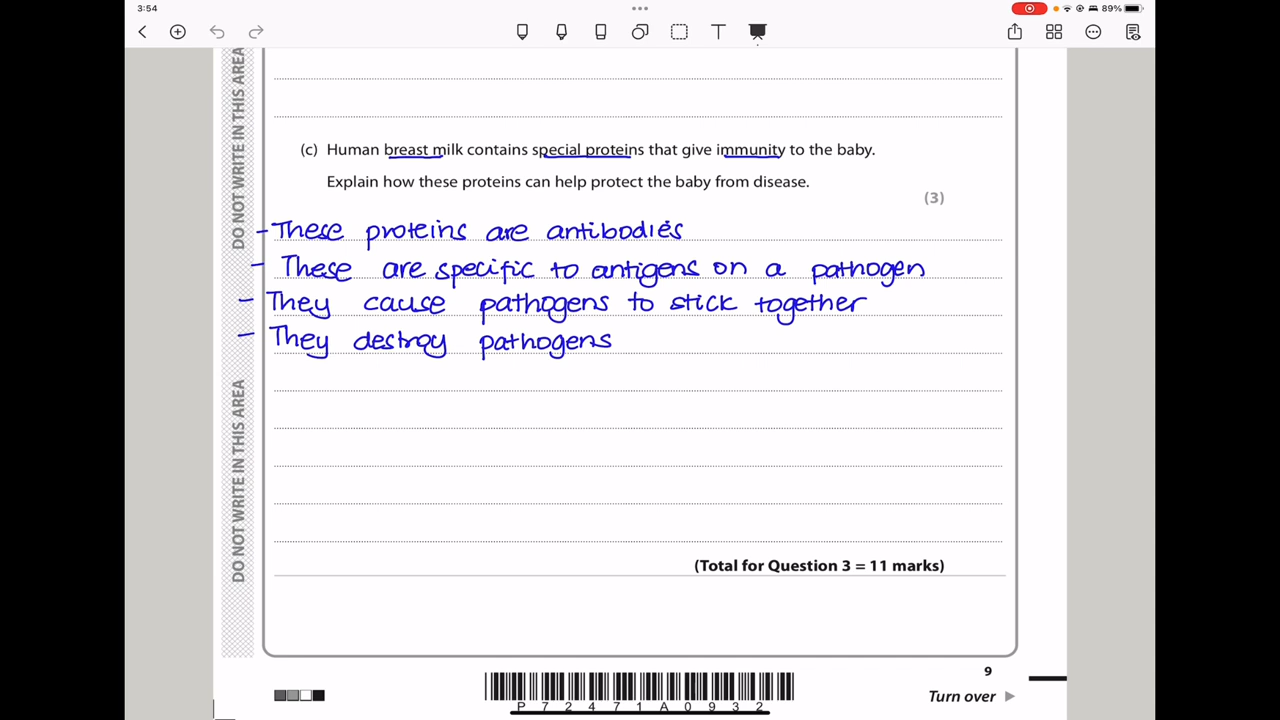 3:54
89%
T
DO NOT WRITE IN THIS AREA
(c) Human breast milk contains special proteins that give immunity to the baby.
Explain how these proteins can help protect the baby from disease.
(3)
- These proteins are antibodies
- These are specific to antigens on a pathogen
- They cause pathogens to stick together
- They destroy pathogens
DO NOT WRITE IN THIS AREA
(Total for Question 3 = 11 marks)
9
P 7 2 4 7 1 A 0 9 3 2
Turn over